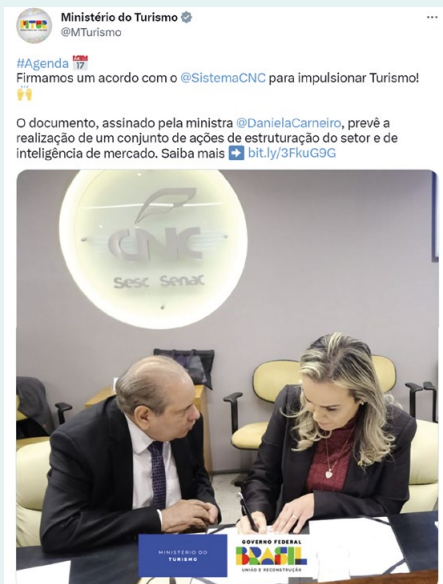 Ministério do Turismo
@MTurismo
#Agenda
Firmamos um acordo com o @SistemaCNC para impulsionar Turismo!
O documento, assinado pela ministra @DanielaCarneiro, prevê a
realização de um conjunto de ações de estruturação do setor e de
inteligência de mercado. Saiba mais ➡️ bit.ly/3FkuG9G
CNC
Sesc Senac
MINISTÉRIO DO
TURISMO
GOVERNO FEDERAL
BRASIL
UNIÃO E RECONSTRUÇÃO